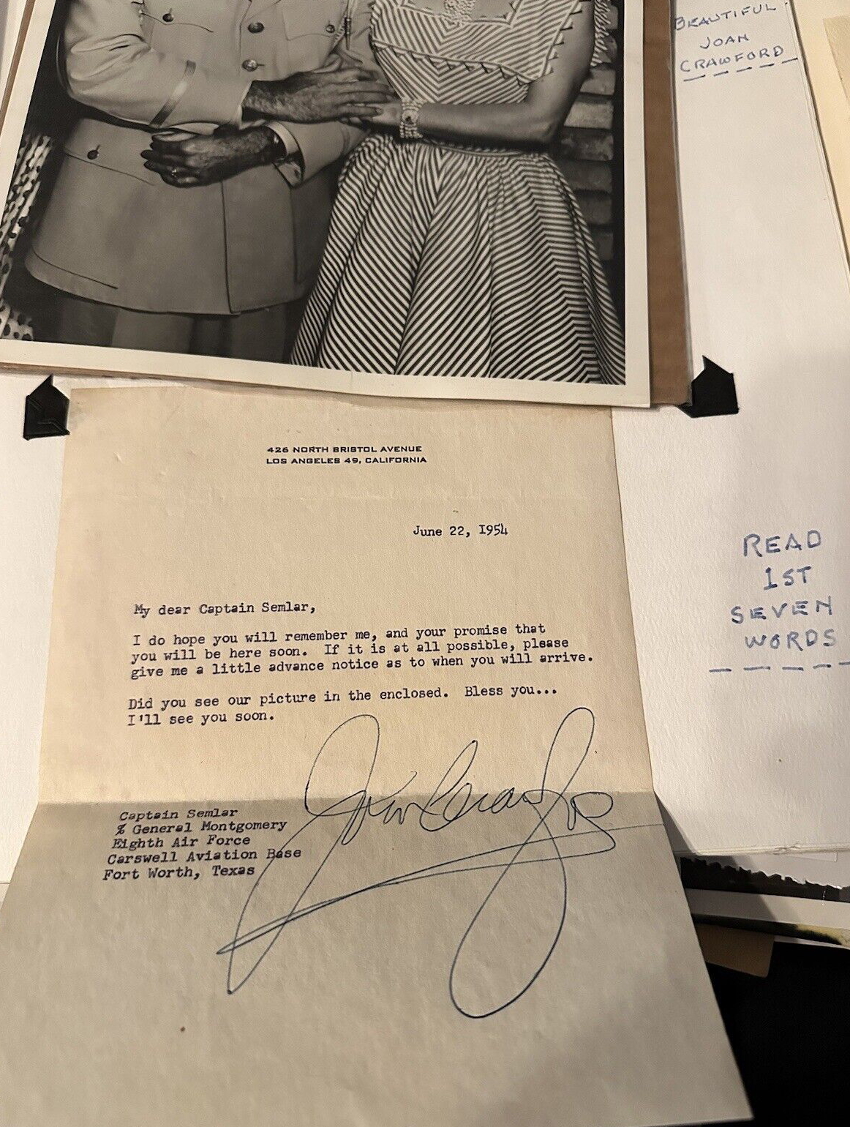 BEAUTIFUL
JOAN
CRAWFORD
426 NORTH BRISTOL AVENUE
LOS ANGELES 49, CALIFORNIA
June 22, 1954
READ
1ST
SEVEN
WORDS
My dear Captain Semlar,
I do hope you will remember me, and your promise that
you will be here soon. If it is at all possible, please
give me a little advance notice as to when you will arrive.
Did you see our picture in the enclosed. Bless you...
I'll see you soon.
Joan Crawford
Captain Semlar
% General Montgomery
Eighth Air Force
Carswell Aviation Base
Fort Worth, Texas